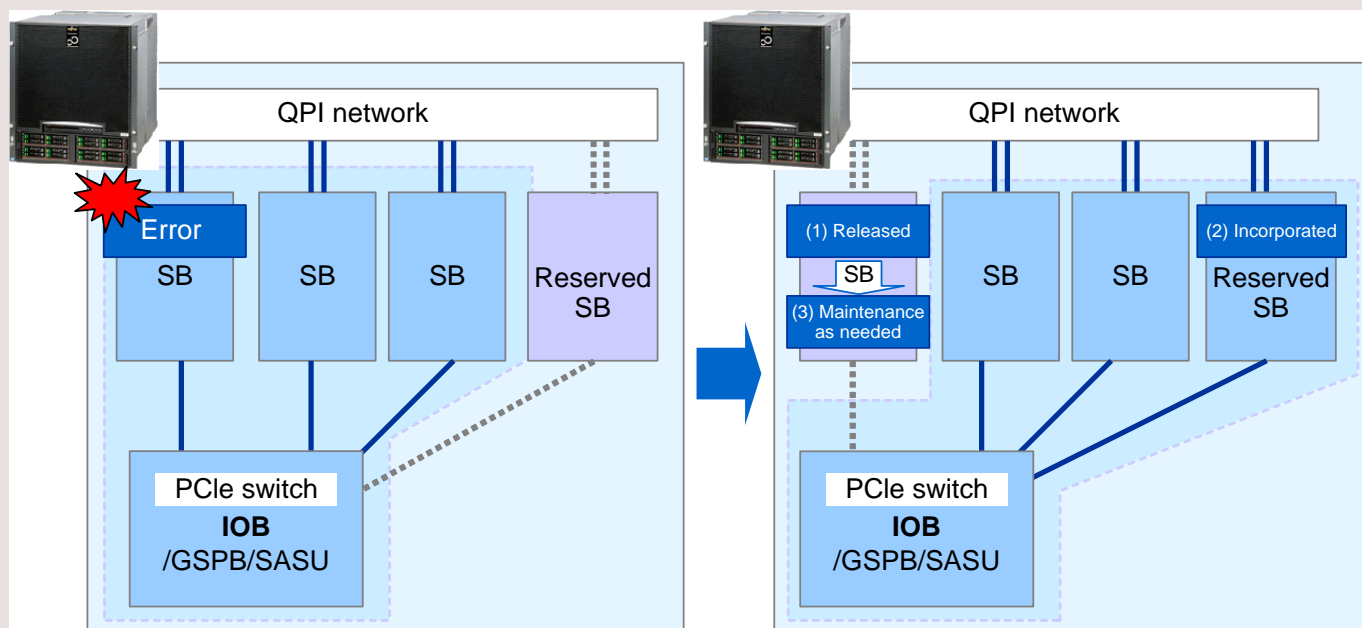 QPI network
Error
SB
SB
SB
Reserved
SB
PCIe switch
IOB
/GSPB/SASU
QPI network
(1) Released
SB
(3) Maintenance
as needed
SB
SB
(2) Incorporated
Reserved
SB
PCIe switch
IOB
/GSPB/SASU